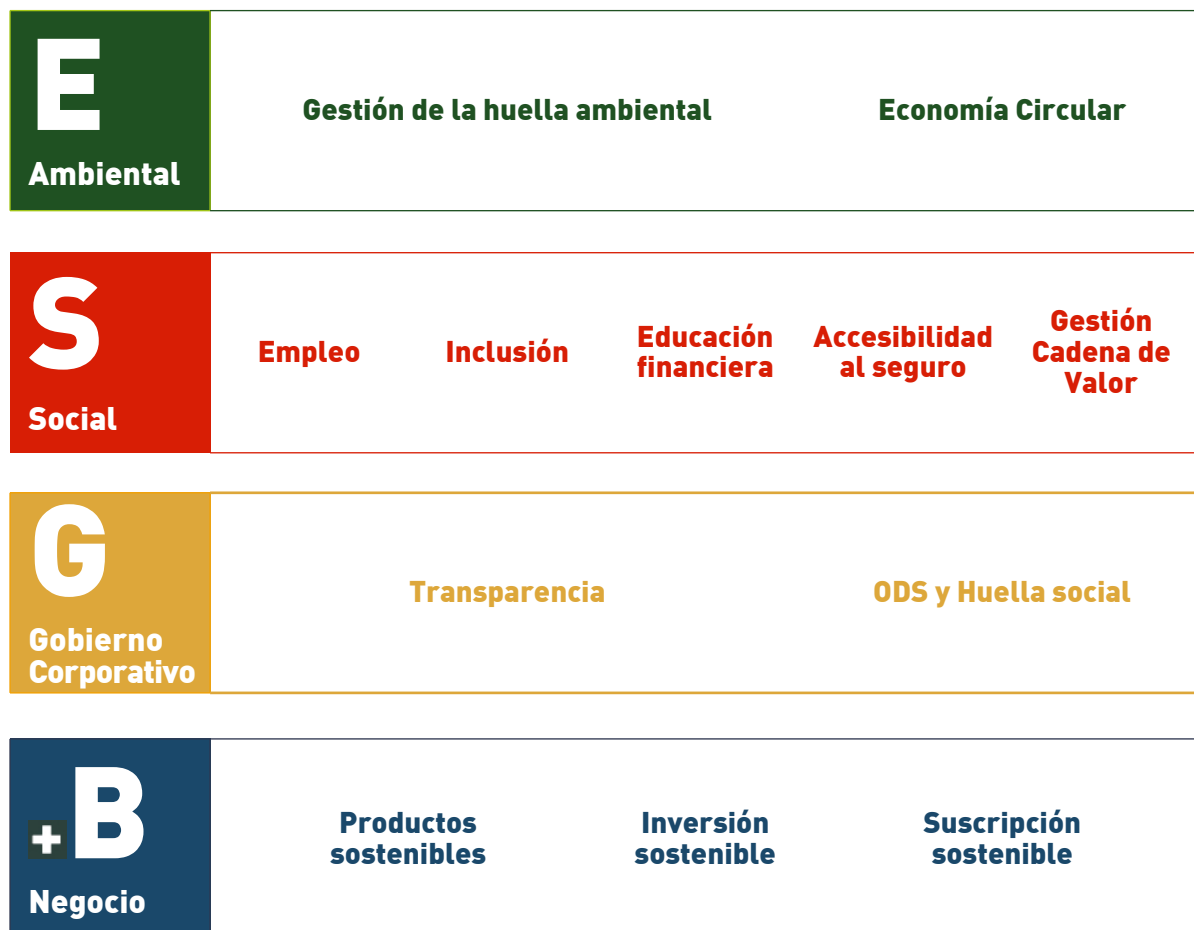 E
Ambiental
Gestión de la huella ambiental
Economía Circular
S
Social
Empleo
Inclusión
Educación
financiera
Accesibilidad
al seguro
Gestión
Cadena de
Valor
G
Gobierno
Corporativo
Transparencia
ODS y Huella social
+B
Negocio
Productos
sostenibles
Inversión
sostenible
Suscripción
sostenible